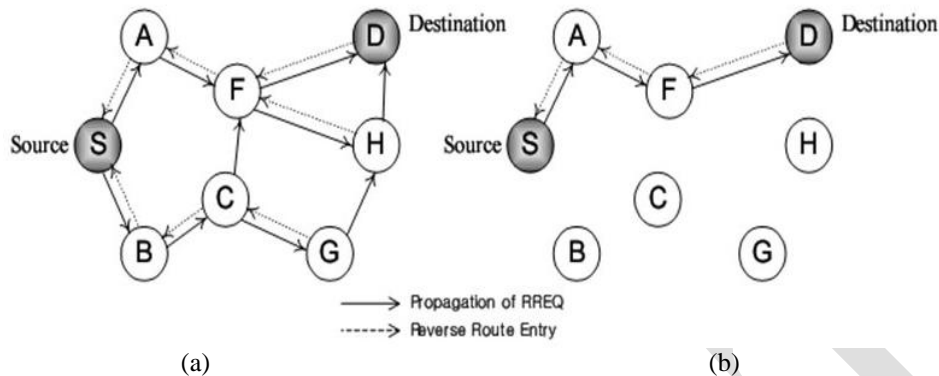 A
D
Destination
F
Source
S
H
C
B
G
A
D
Destination
F
Source
S
H
C
B
G
Propagation of RREQ
Reverse Route Entry
(a)
(b)